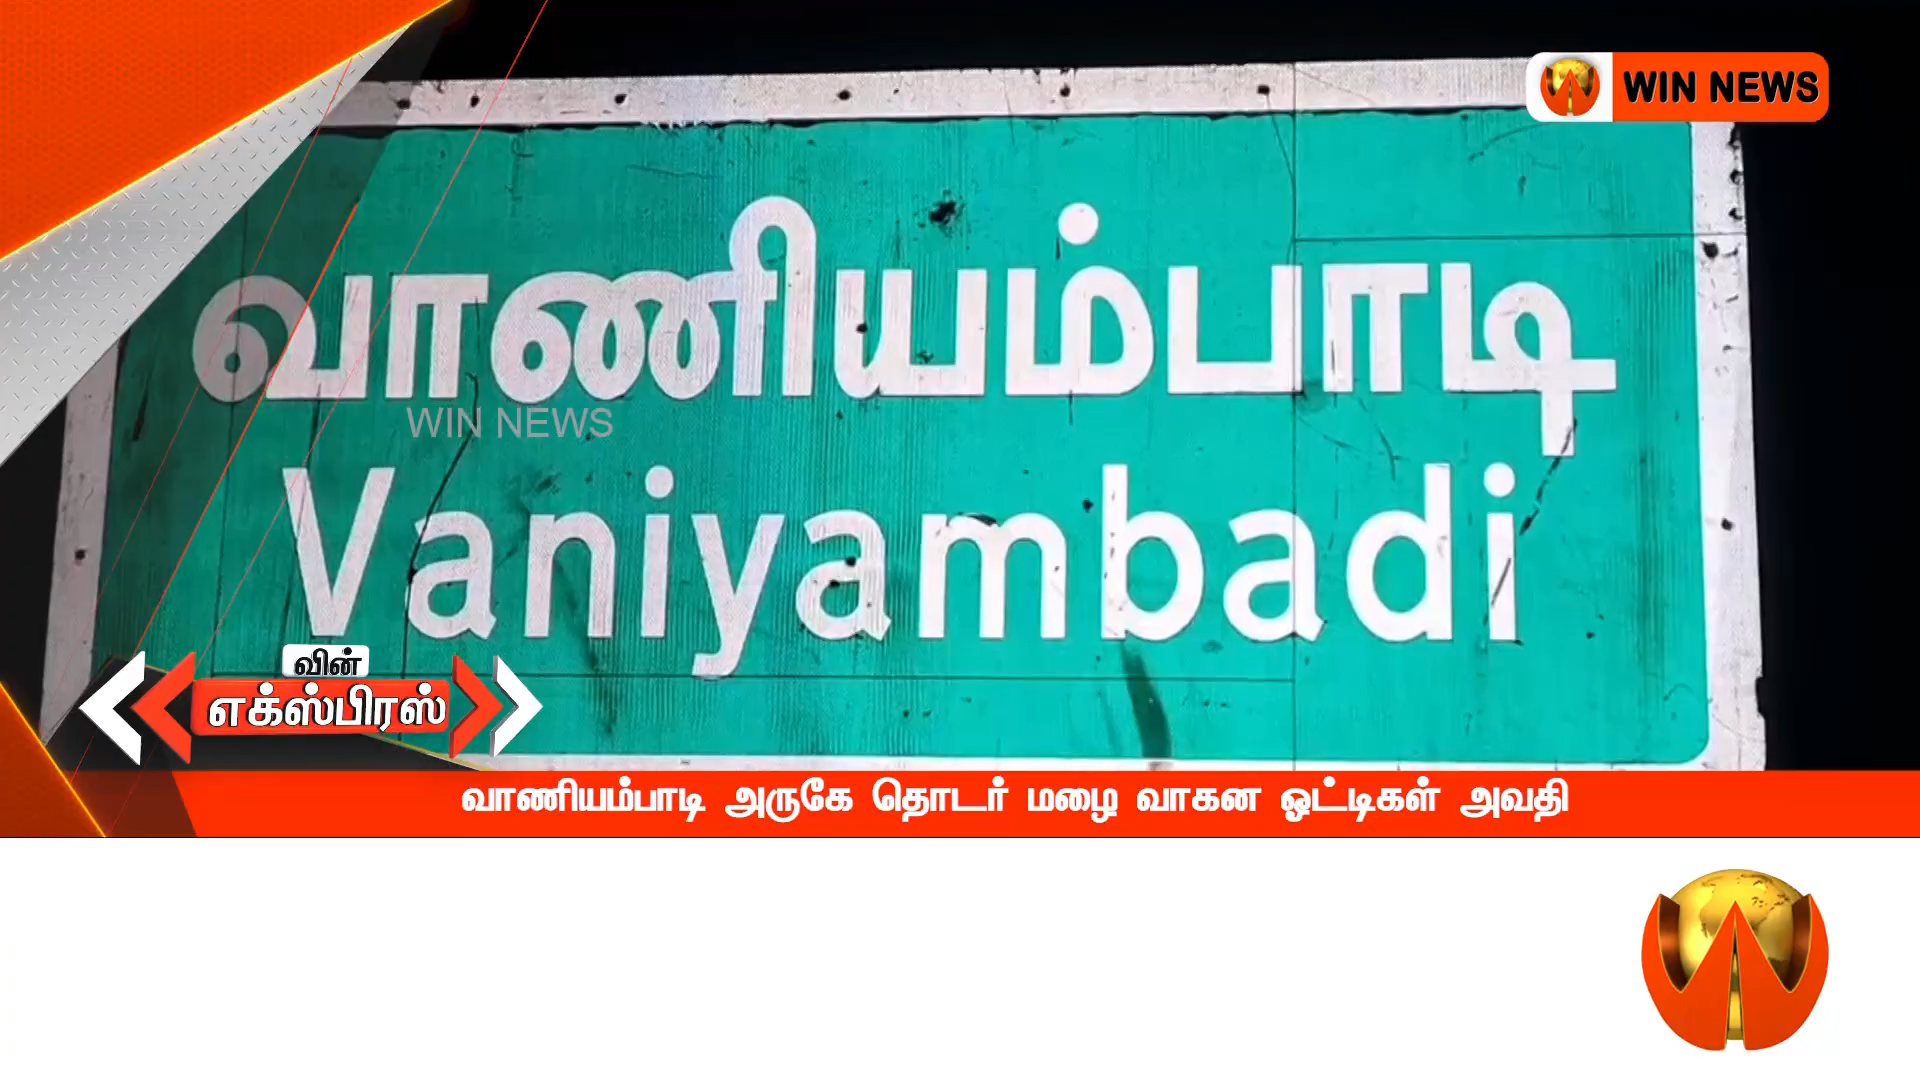 WIN NEWS
வாணியம்பாடி
WIN NEWS
Vaniyambadi
வின்
எக்ஸ்பிரஸ்
வாணியம்பாடி அருகே தொடர் மழை வாகன ஓட்டிகள் அவதி